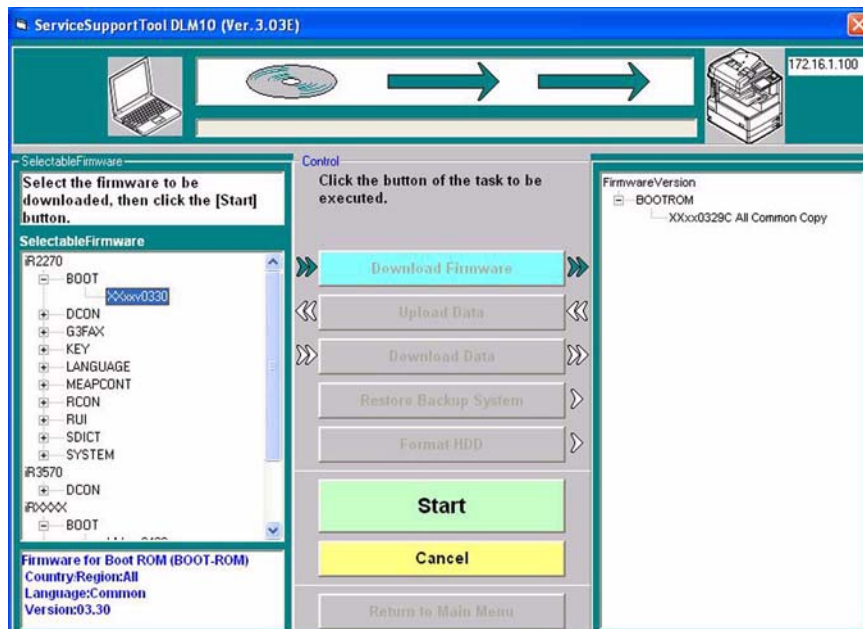 ServiceSupportTool DLM10 (Ver.3.03E)
172.16.1.100
SelectableFirmware
Select the firmware to be
downloaded, then click the [Start]
button.
SelectableFirmware
iR2270
BOOT
XXxxv0330
DCON
G3FAX
KEY
LANGUAGE
MEAPCONT
RCON
RUI
SDICT
SYSTEM
iR3570
DCON
iRXXXX
BOOT
Firmware for Boot ROM (BOOT-ROM)
Country/Region:All
Language:Common
Version:03.30
Control
Click the button of the task to be
executed.
Download Firmware
Upload Data
Download Data
Restore Backup System
Format HDD
Start
Cancel
Return to Main Menu
FirmwareVersion
BOOTROM
XXxx0329C All Common Copy